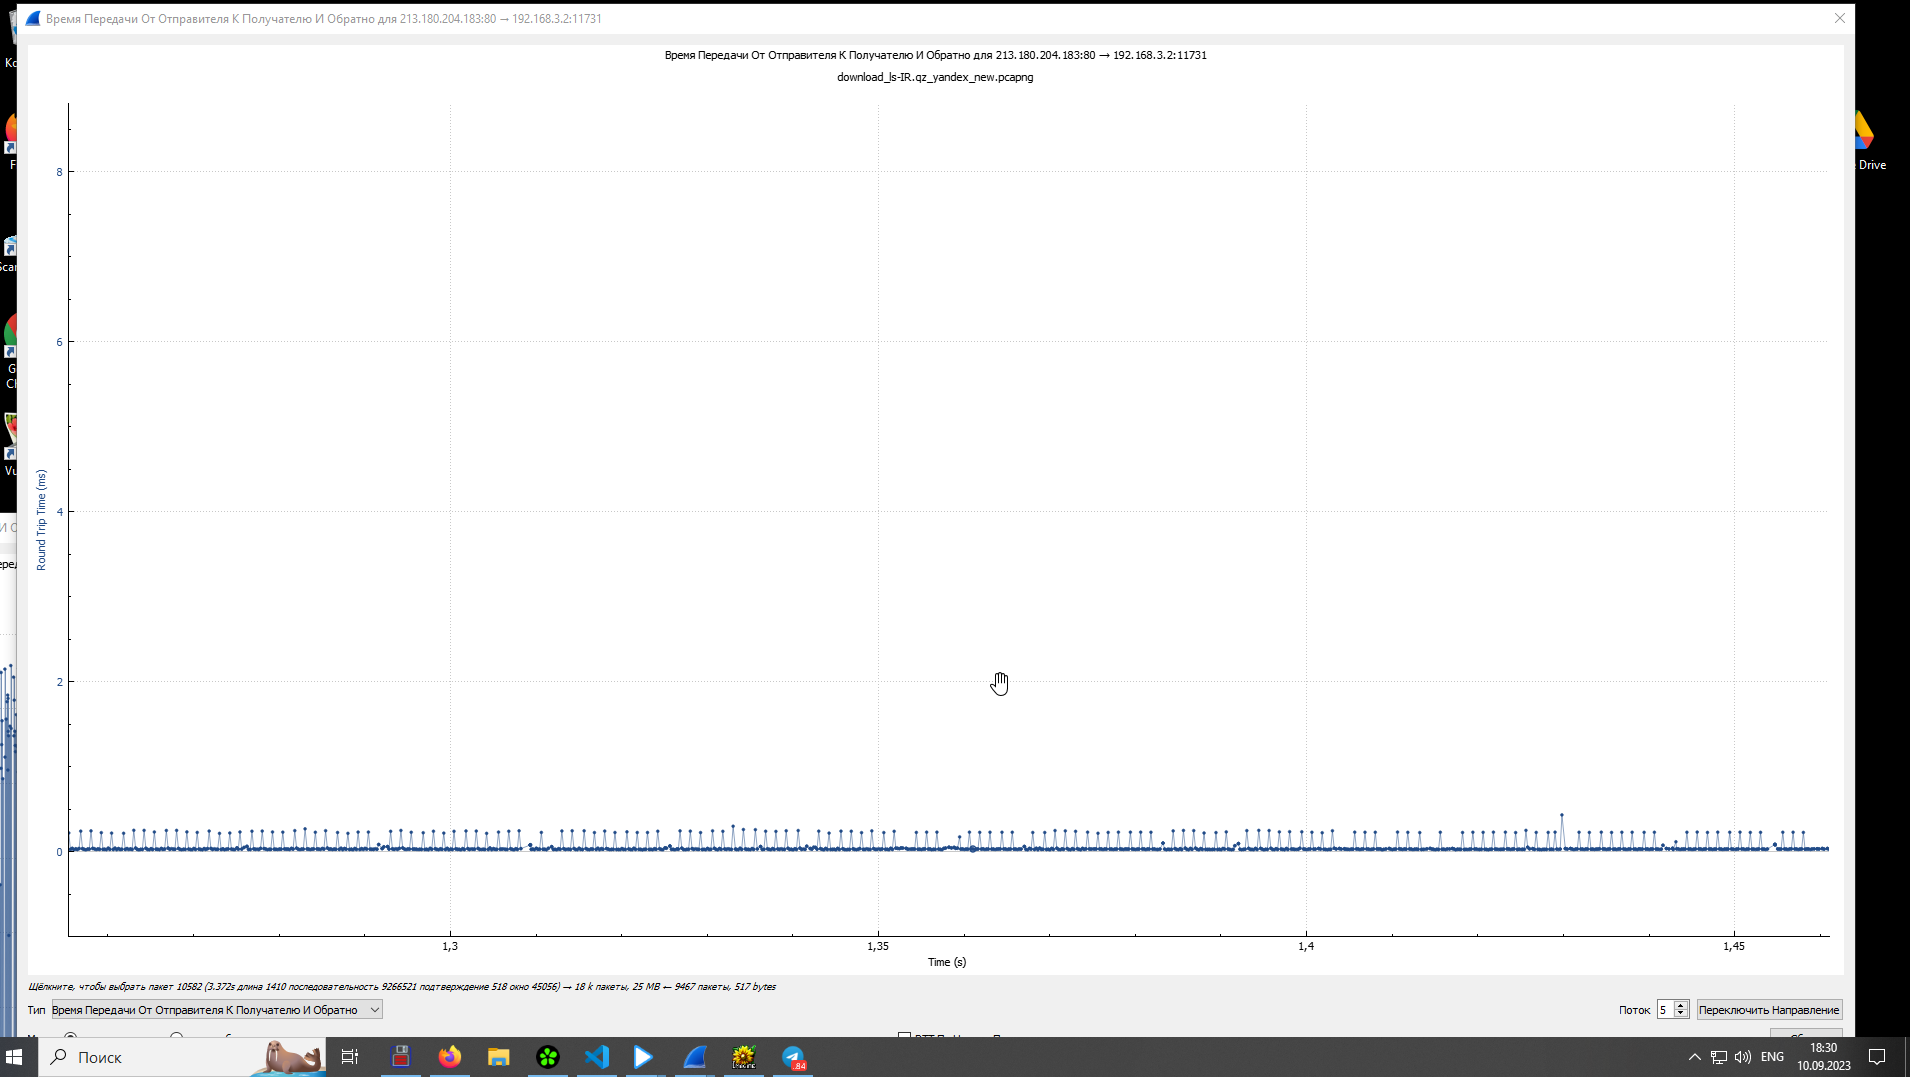 Время Передачи От Отправителя К Получателю И Обратно для 213.180.204.183:80 → 192.168.3.2:11731
Время Передачи От Отправителя К Получателю И Обратно для 213.180.204.183:80 → 192.168.3.2:11731
download_ls-IR.qz_yandex_new.pcapng
8
6
4
2
0
Round Trip Time (ms)
1,3
1,35
1,4
1,45
Time (s)
Щёлкните, чтобы выбрать пакет 10582 (3.372s длина 1410 последовательность 9266521 подтверждение 518 окно 45056) → 18 k пакеты, 25 MB ← 9467 пакеты, 517 bytes
Тип
Время Передачи От Отправителя К Получателю И Обратно
Поток
5
Переключить Направление
Drive
Поиск
84
ENG
18:30
10.09.2023